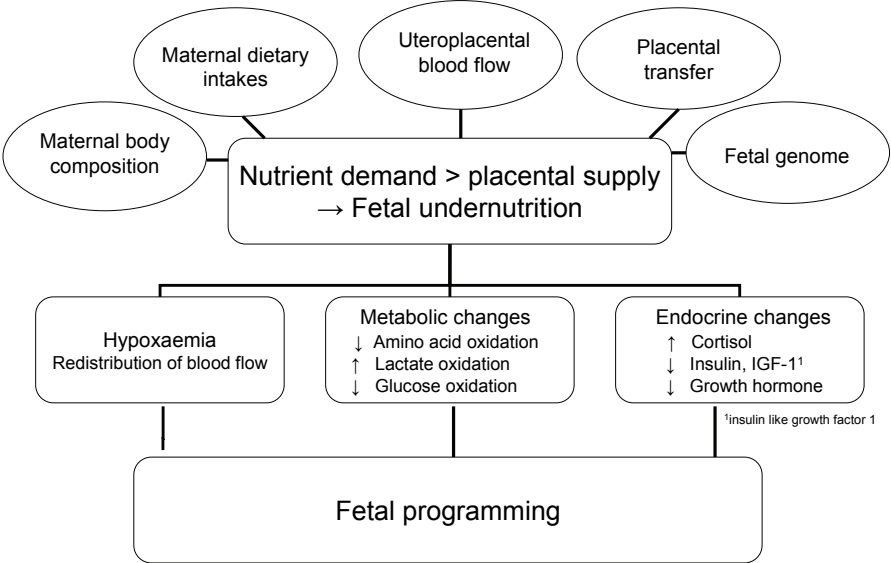 Maternal body
composition
Maternal dietary
intakes
Uteroplacental
blood flow
Placental
transfer
Fetal genome
Nutrient demand > placental supply
→ Fetal undernutrition
Hypoxaemia
Redistribution of blood flow
Metabolic changes
↓ Amino acid oxidation
↑ Lactate oxidation
↓ Glucose oxidation
Endocrine changes
↑ Cortisol
↓ Insulin, IGF-1¹
↓ Growth hormone
¹insulin like growth factor 1
Fetal programming